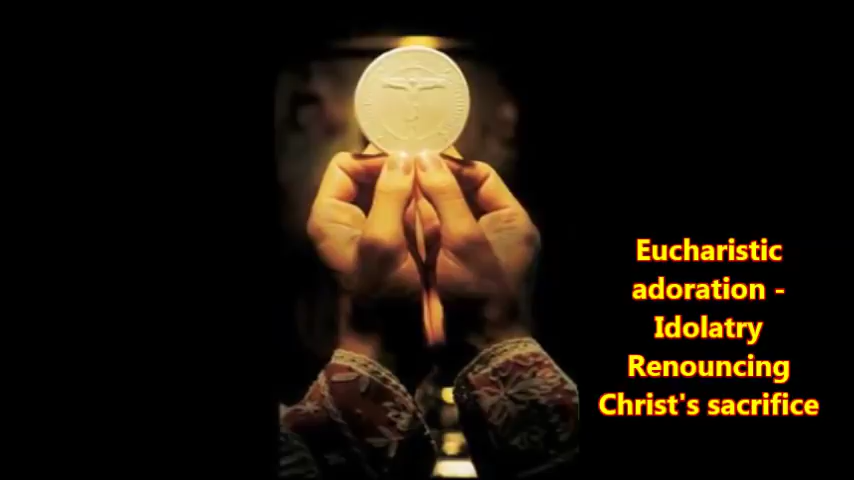 Eucharistic
adoration -
Idolatry
Renouncing
Christ's sacrifice